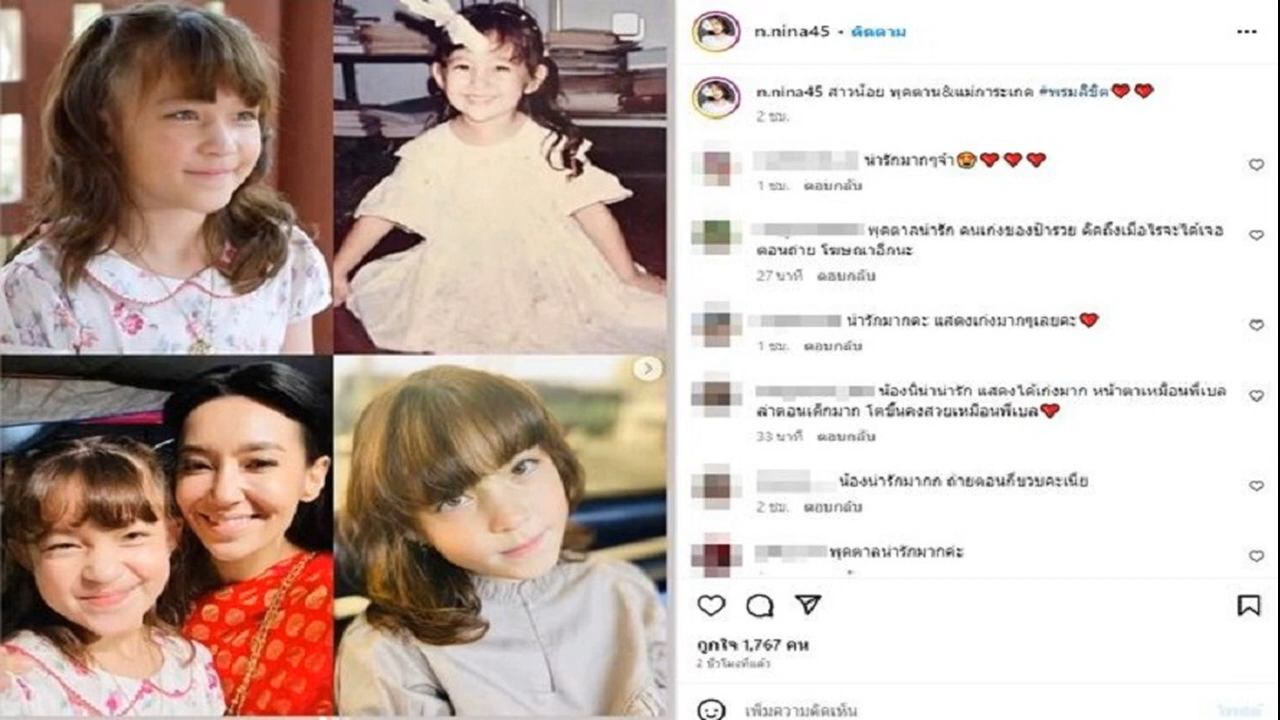 n.nina45 • ติดตาม
n.nina45 สาวน้อย พุดตาน&แม่การะเกด #พรมลิขิต❤❤
2 ชม.
น่ารักมากๆจ้า😍❤❤❤
1 ชม. ตอบกลับ
พุดตาลน่ารัก คนเก่งของป้ารวย คิดถึงเมื่อไรจะได้เจอ
ตอนถ่าย โฆษณาอีกนะ
27 นาที ตอบกลับ
น่ารักมากคะ แสดงเก่งมากๆเลยคะ❤
1 ชม. ตอบกลับ
น้องนีน่าน่ารัก แสดงได้เก่งมาก หน้าตาเหมือนพี่เบล
ล่าตอนเด็กมาก โตขึ้นคงสวยเหมือนพี่เบล❤
33 นาที ตอบกลับ
น้องน่ารักมากก ถ่ายตอนกี่ขวบคะเนี่ย
2 ชม. ตอบกลับ
พุดตาลน่ารักมากค่ะ
ถูกใจ 1,767 คน
2 ชั่วโมงที่แล้ว
เพิ่มความคิดเห็น